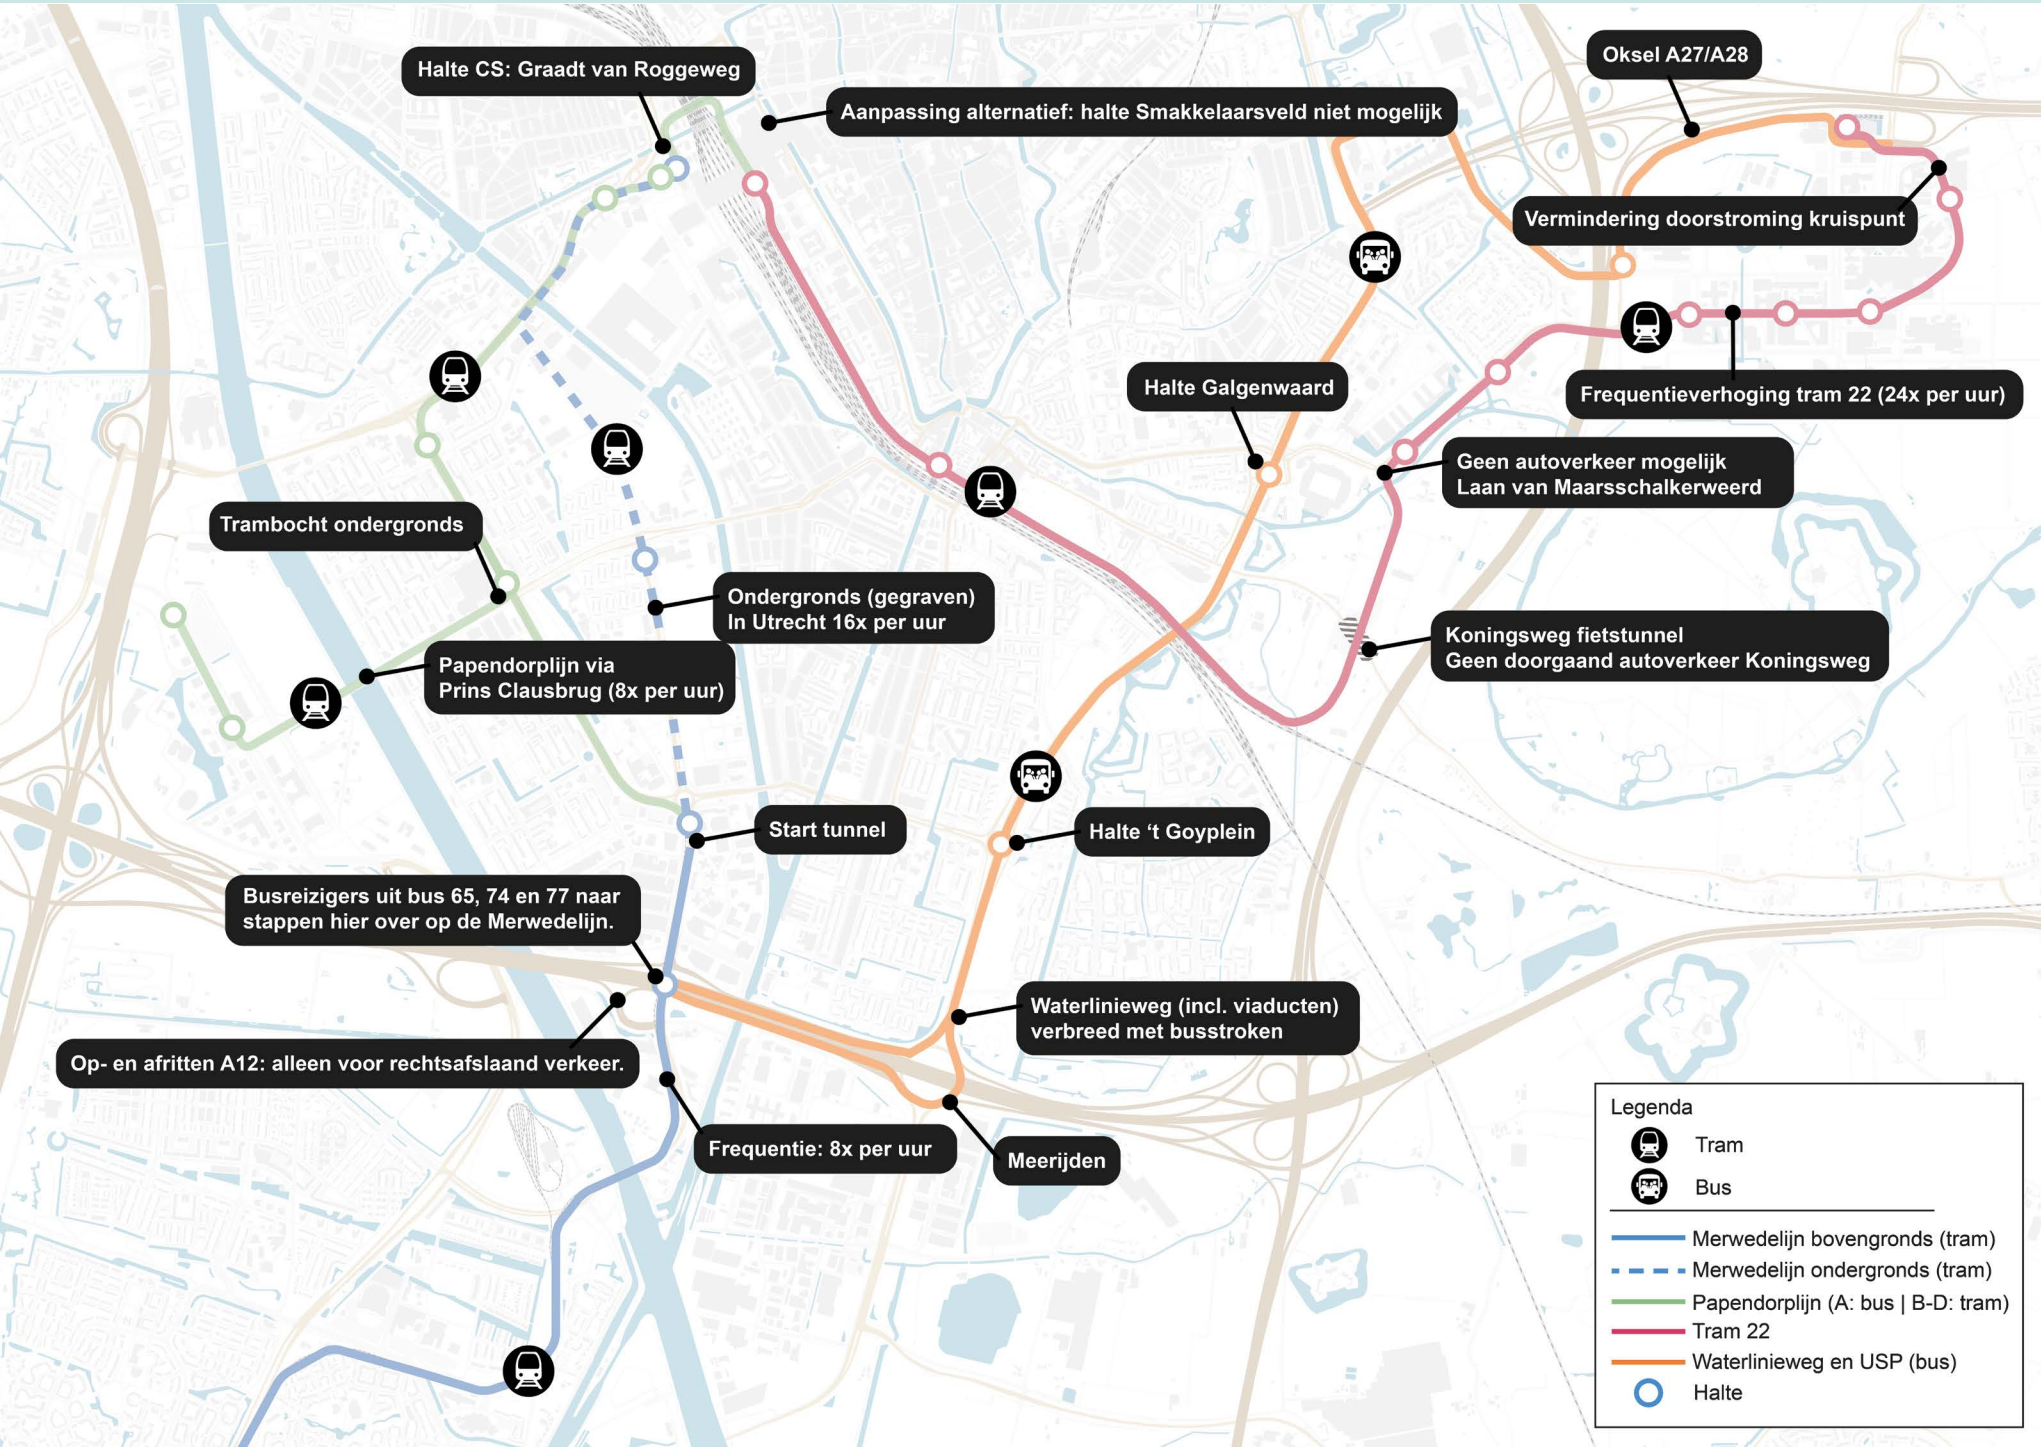 Halte CS: Graadt van Roggeweg
Oksel A27/A28
Aanpassing alternatief: halte Smakkelaarsveld niet mogelijk
Vermindering doorstroming kruispunt
Halte Galgenwaard
Frequentieverhoging tram 22 (24x per uur)
Geen autoverkeer mogelijk
Laan van Maarsschalkerweerd
Trambocht ondergronds
Ondergronds (gegraven)
In Utrecht 16x per uur
Koningsweg fietstunnel
Geen doorgaand autoverkeer Koningsweg
Papendorplijn via
Prins Clausbrug (8x per uur)
Start tunnel
Halte ‘t Goyplein
Busreizigers uit bus 65, 74 en 77 naar
stappen hier over op de Merwedelijn.
Waterlinieweg (incl. viaducten)
verbreed met busstroken
Op- en afritten A12: alleen voor rechtsafslaand verkeer.
Frequentie: 8x per uur
Meerijden
Legenda
Tram
Bus
Merwedelijn bovengronds (tram)
Merwedelijn ondergronds (tram)
Papendorplijn (A: bus | B-D: tram)
Tram 22
Waterlinieweg en USP (bus)
Halte